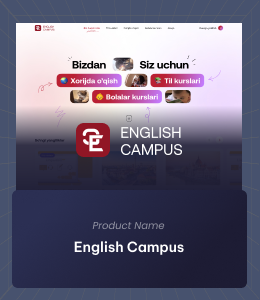 ENGLISH
CAMPUS
Bizdan Siz uchun
Xorijda o'qish Til kurslari
Bolalar kurslari
ENGLISH
CAMPUS
Product Name
English Campus